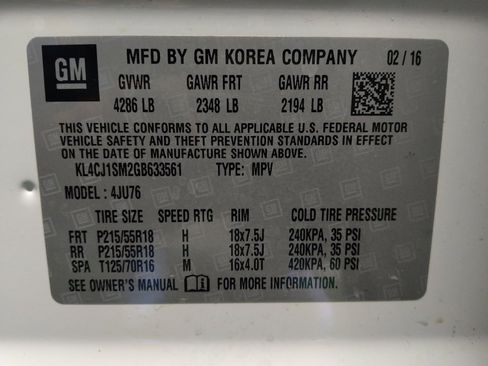 GM
MFD BY GM KOREA COMPANY 02 / 16
GVWR GAWR FRT GAWR RR
4286 LB 2348 LB 2194 LB
THIS VEHICLE CONFORMS TO ALL APPLICABLE U.S. FEDERAL MOTOR
VEHICLE SAFETY AND THEFT PREVENTION STANDARDS IN EFFECT
ON THE DATE OF MANUFACTURE SHOWN ABOVE.
KL4CJ1SM2GB633561 TYPE: MPV
MODEL : 4JU76
TIRE SIZE SPEED RTG RIM COLD TIRE PRESSURE
FRT P215/55R18 H 18x7.5J 240KPA, 35 PSI
RR P215/55R18 H 18x7.5J 240KPA, 35 PSI
SPA T125/70R16 M 16x4.0T 420KPA, 60 PSI
SEE OWNER'S MANUAL FOR MORE INFORMATION.